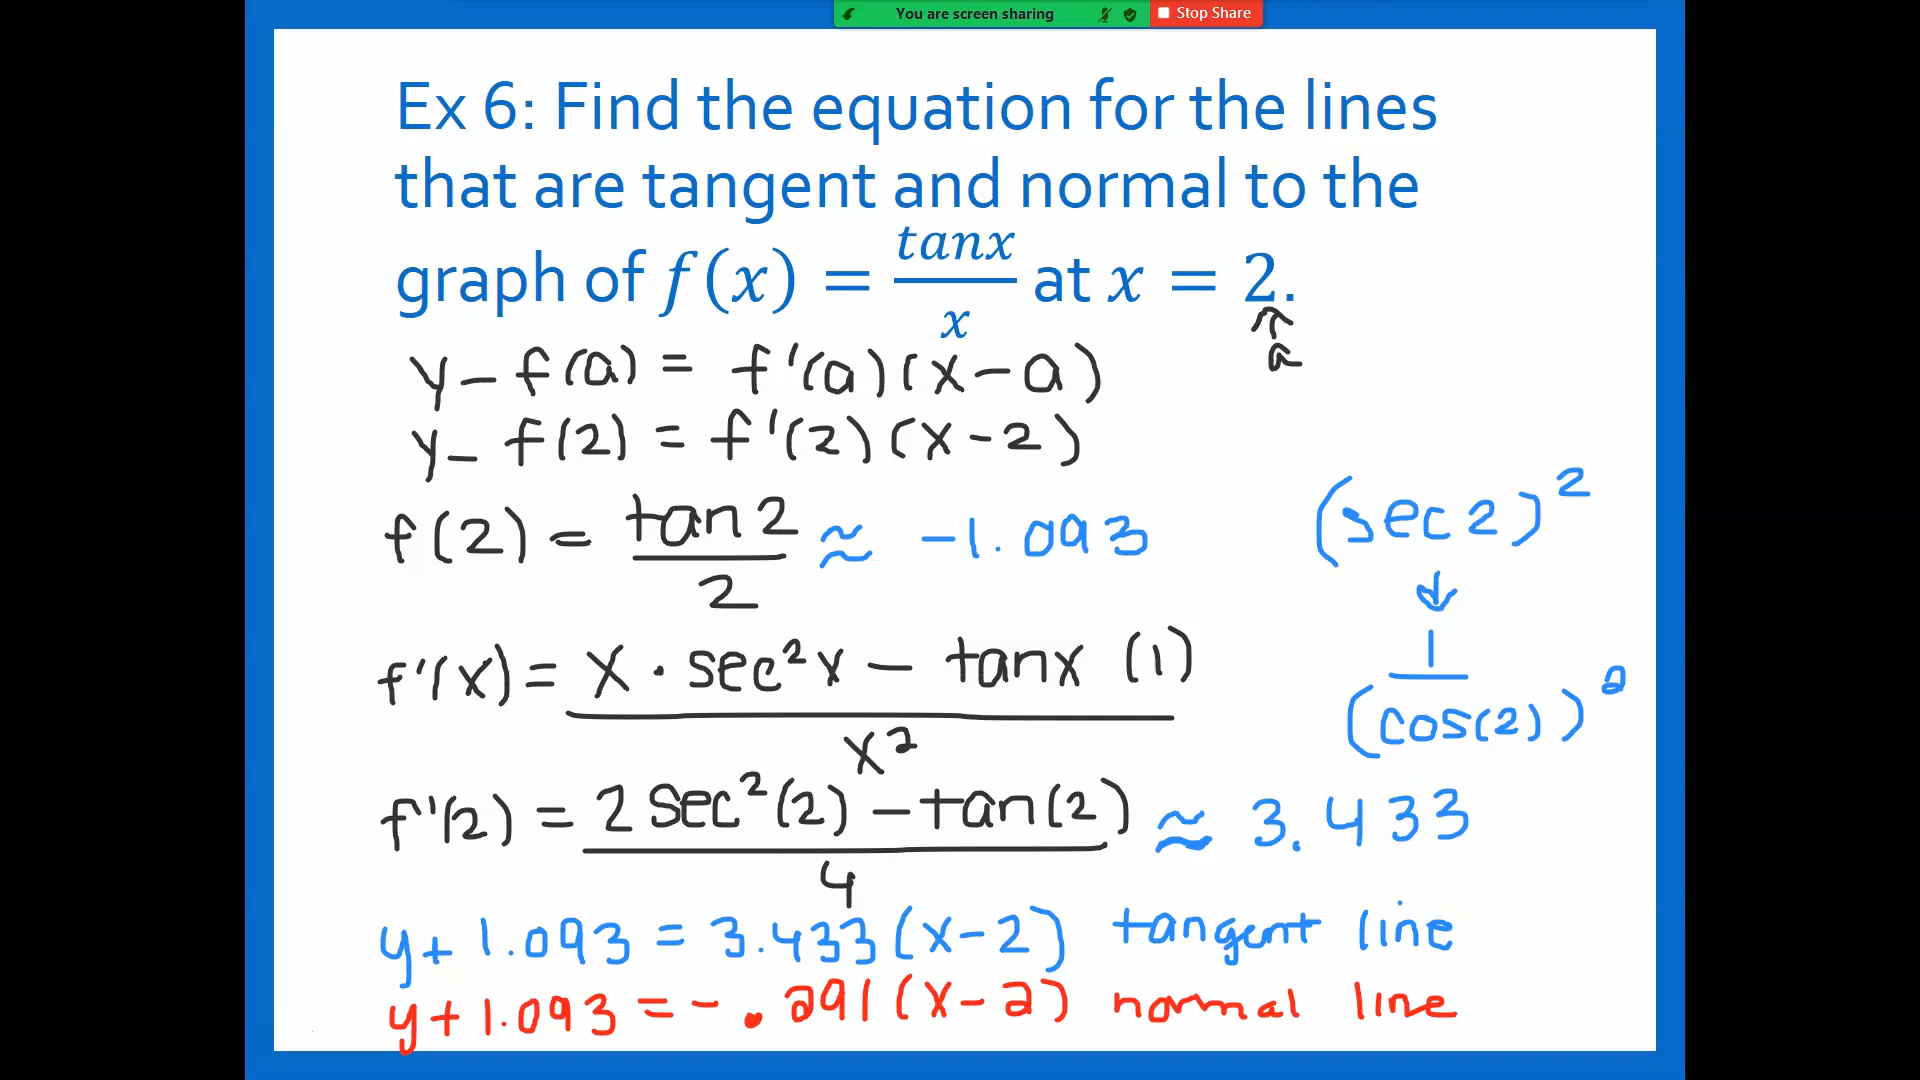 You are screen sharing Stop Share
Ex 6: Find the equation for the lines
that are tangent and normal to the
graph of f(x) = tanx/x at x = 2.
a
y - f(a) = f'(a)(x - a)
y - f(2) = f'(2)(x - 2)
f(2) = tan 2/2 ≈ -1.093
(sec 2)²
↓
1/(cos(2))²
f'(x) = x · sec²x - tanx (1)/x²
f'(2) = 2 sec²(2) - tan(2)/4 ≈ 3.433
y + 1.093 = 3.433(x - 2) tangent line
y + 1.093 = - .291(x - 2) normal line